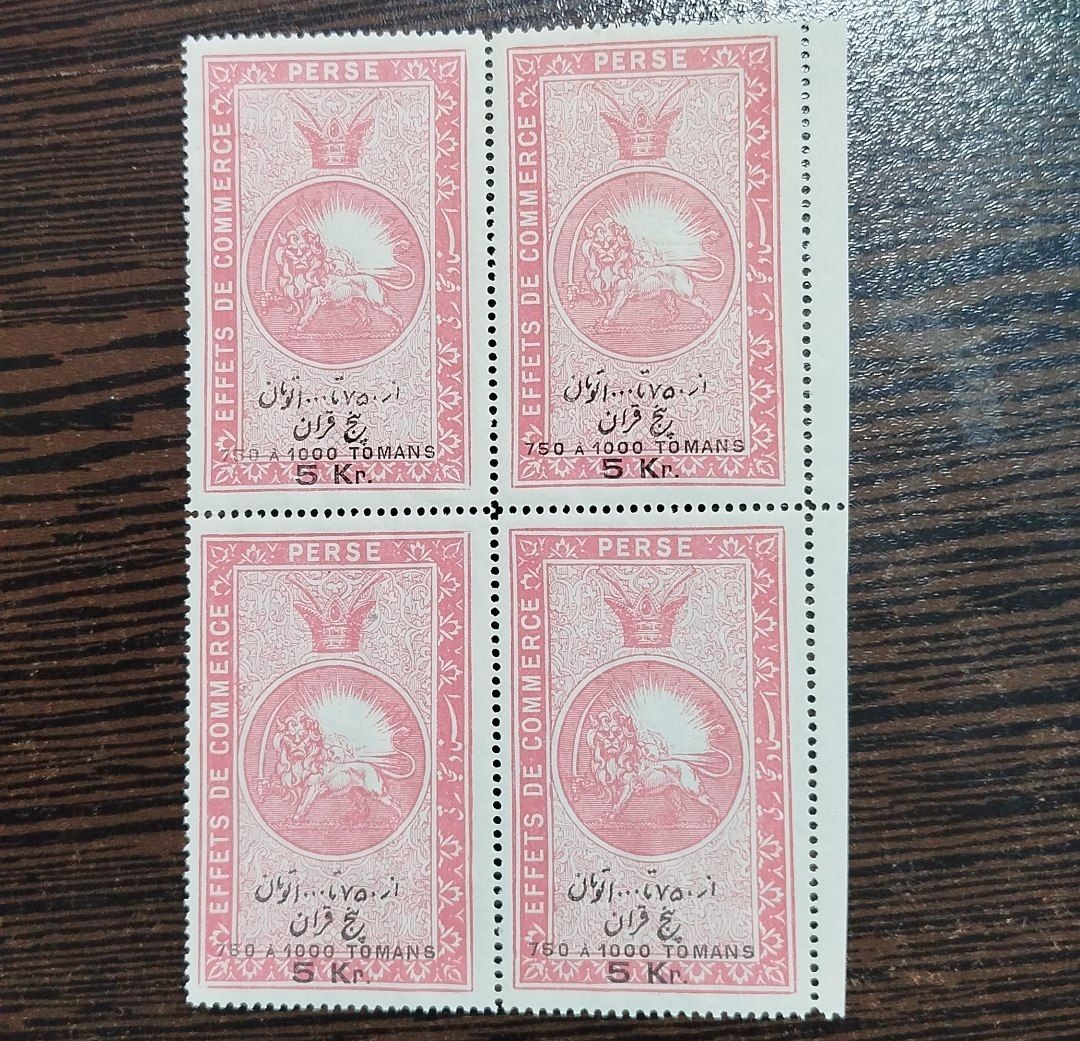 PERSE
EFFETS DE COMMERCE
از ۷۵۰ تا ۱۰۰۰ تومان
پنج قران
750 À 1000 TOMANS
5 Kr.
PERSE
EFFETS DE COMMERCE
از ۷۵۰ تا ۱۰۰۰ تومان
پنج قران
750 À 1000 TOMANS
5 Kr.
PERSE
EFFETS DE COMMERCE
از ۷۵۰ تا ۱۰۰۰ تومان
پنج قران
750 À 1000 TOMANS
5 Kr.
PERSE
EFFETS DE COMMERCE
از ۷۵۰ تا ۱۰۰۰ تومان
پنج قران
750 À 1000 TOMANS
5 Kr.